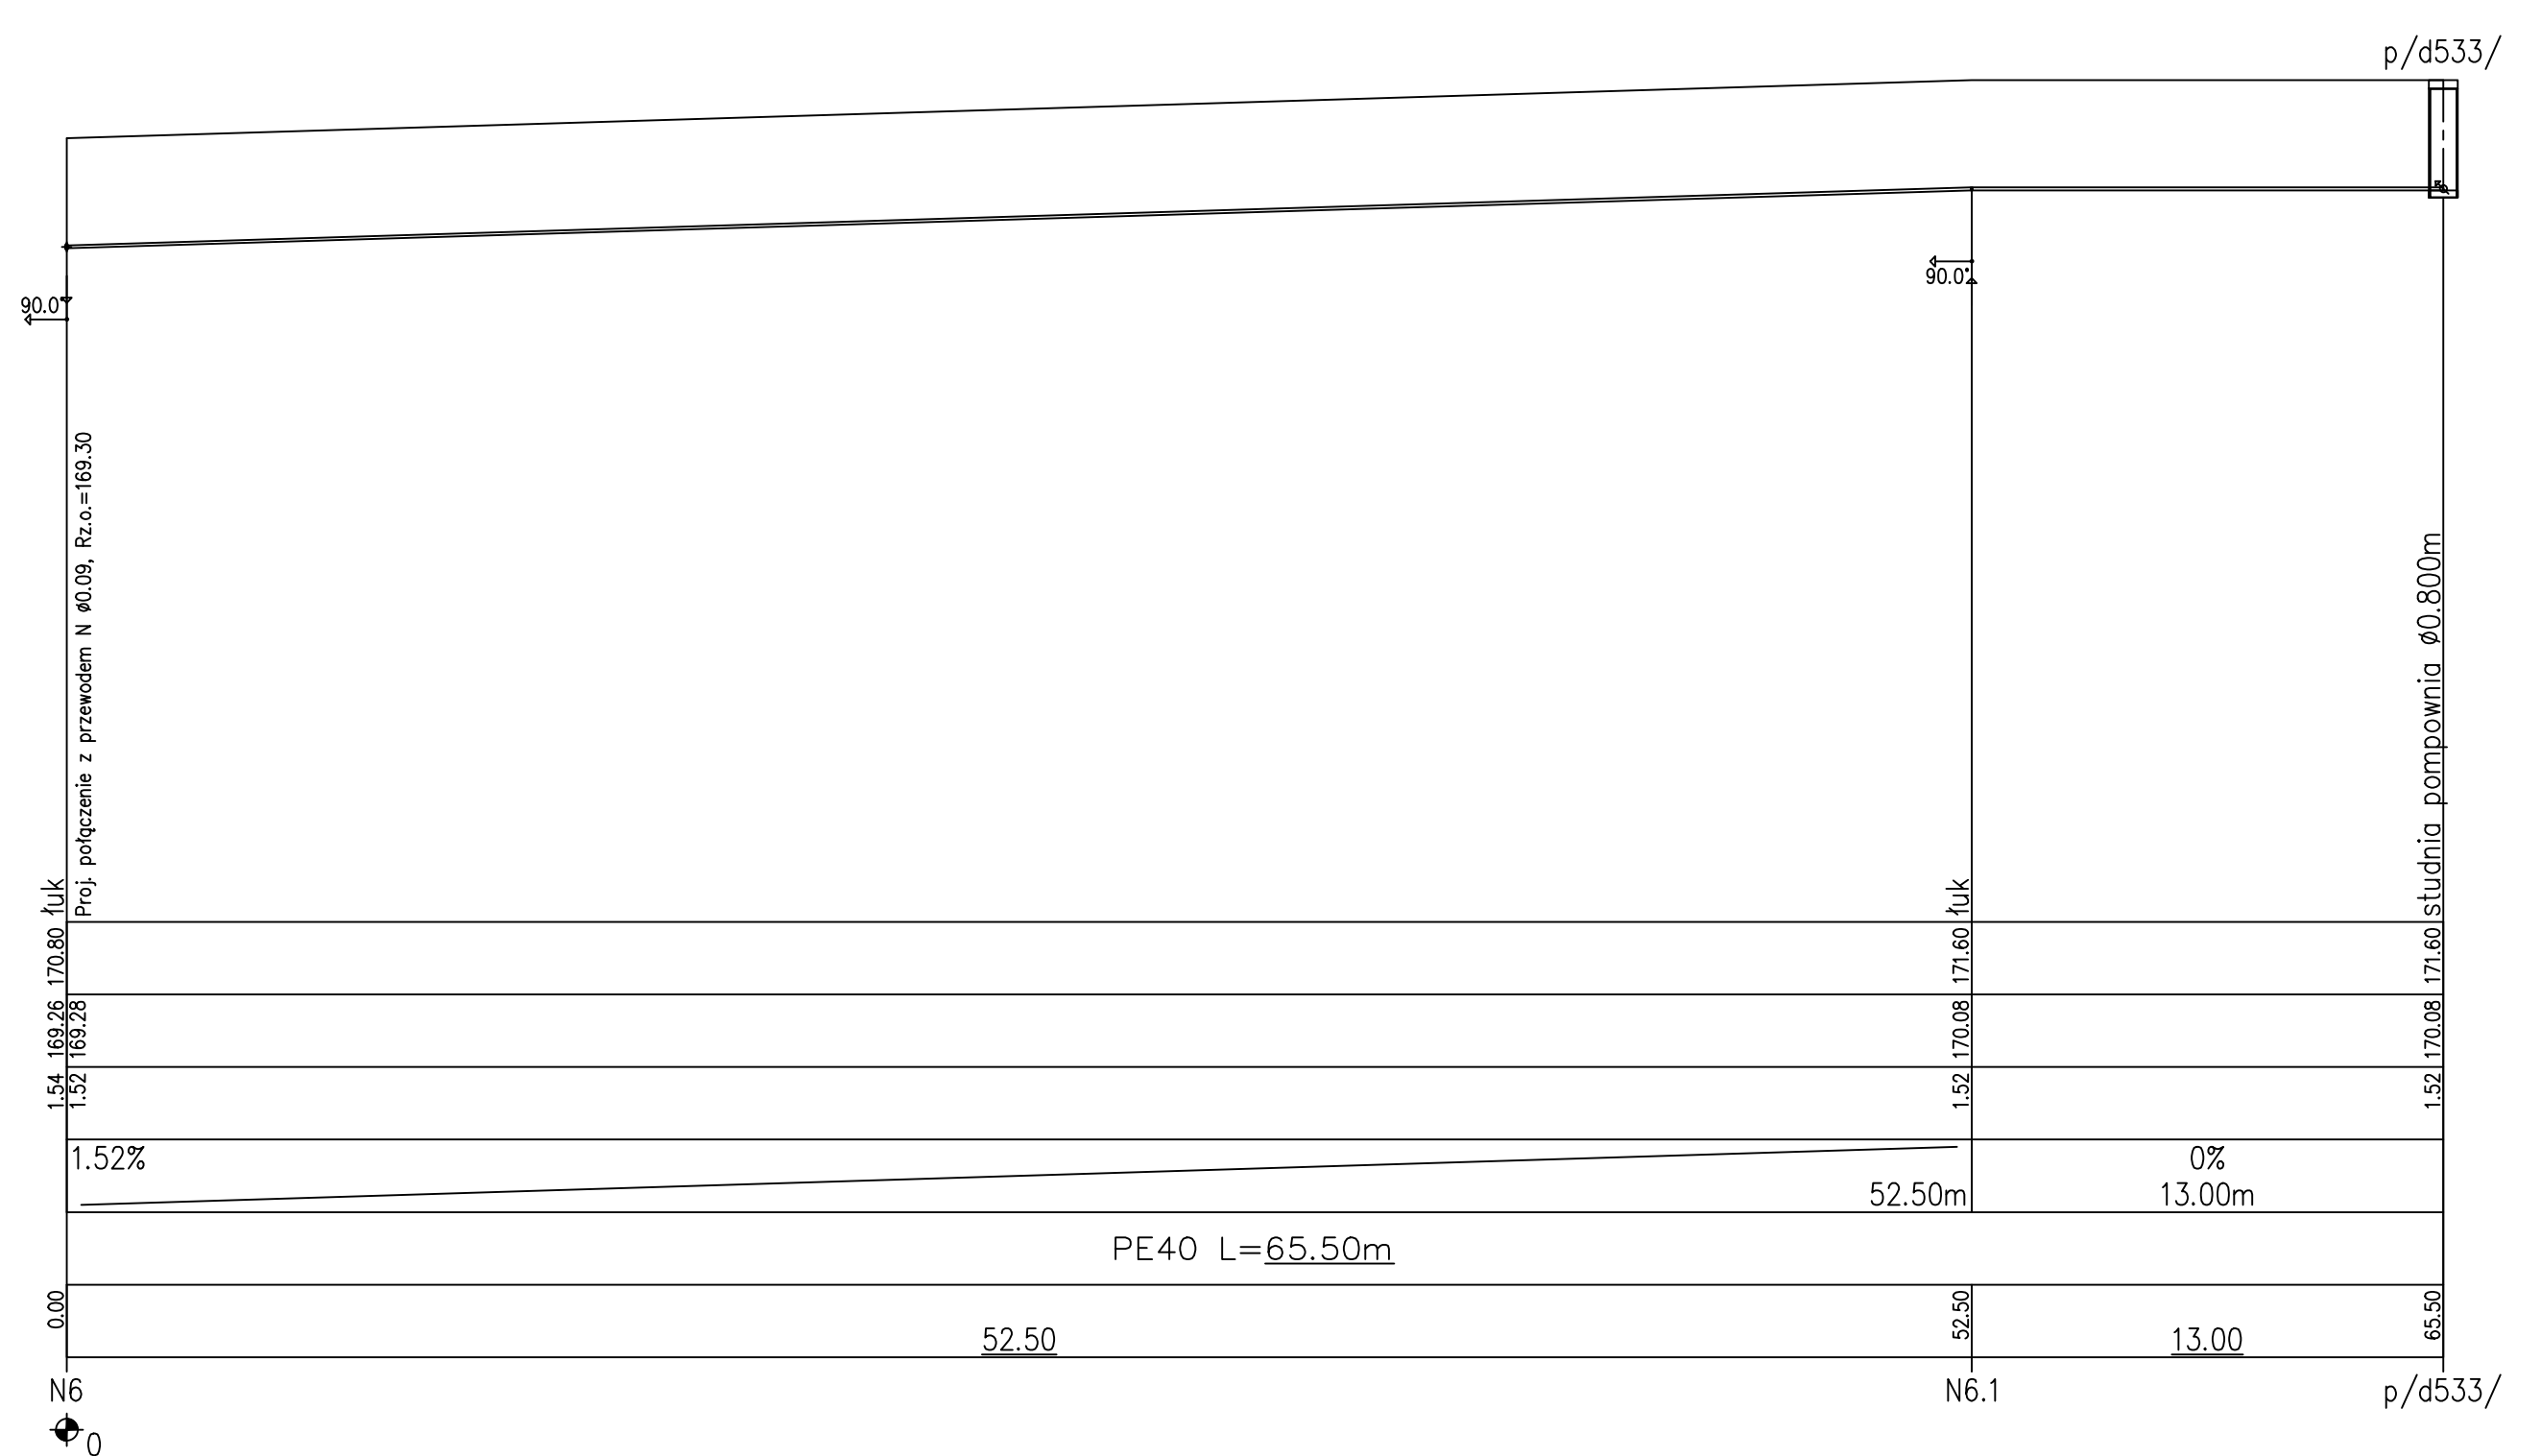 p/d533/
90.0°
90.0°
Proj. połączenie z przewodem N ø0.09, Rz.o.=169.30
łuk
łuk
studnia pompownia ø0.800m
170.80
171.60
171.60
169.26
169.28
170.08
170.08
1.54
1.52
1.52
1.52
1.52%
0%
52.50m
13.00m
PE40 L=65.50m
0.00
52.50
65.50
52.50
13.00
N6
N6.1
p/d533/
0